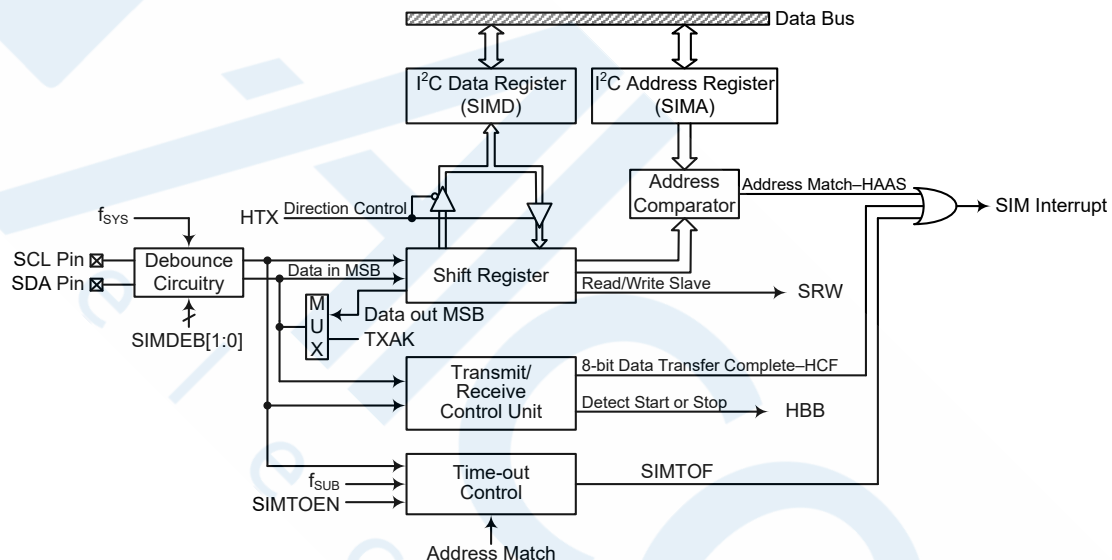 Data Bus
I²C Data Register
(SIMD)
I²C Address Register
(SIMA)
Address
Comparator
Address Match–HAAS
SIM Interrupt
HTX
Direction Control
fSYS
SCL Pin
SDA Pin
Debounce
Circuitry
SIMDEB[1:0]
Data in MSB
Shift Register
Read/Write Slave
SRW
M
U
X
Data out MSB
TXAK
Transmit/
Receive
Control Unit
8-bit Data Transfer Complete–HCF
Detect Start or Stop
HBB
fSUB
SIMTOEN
Time-out
Control
SIMTOF
Address Match